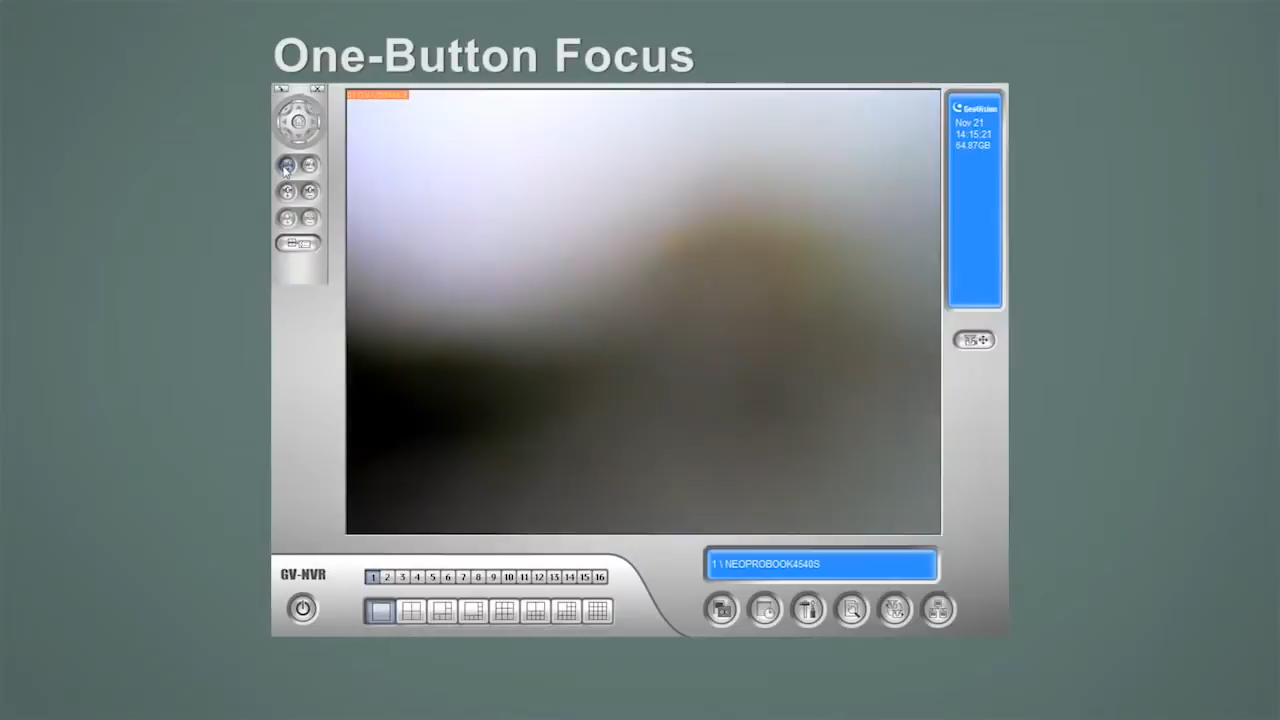 One-Button Focus
GeoVision
Nov 21
14:15:21
64.87GB
GV-NVR
1 2 3 4 5 6 7 8 9 10 11 12 13 14 15 16
1 \ NEOPROBOOK4540S